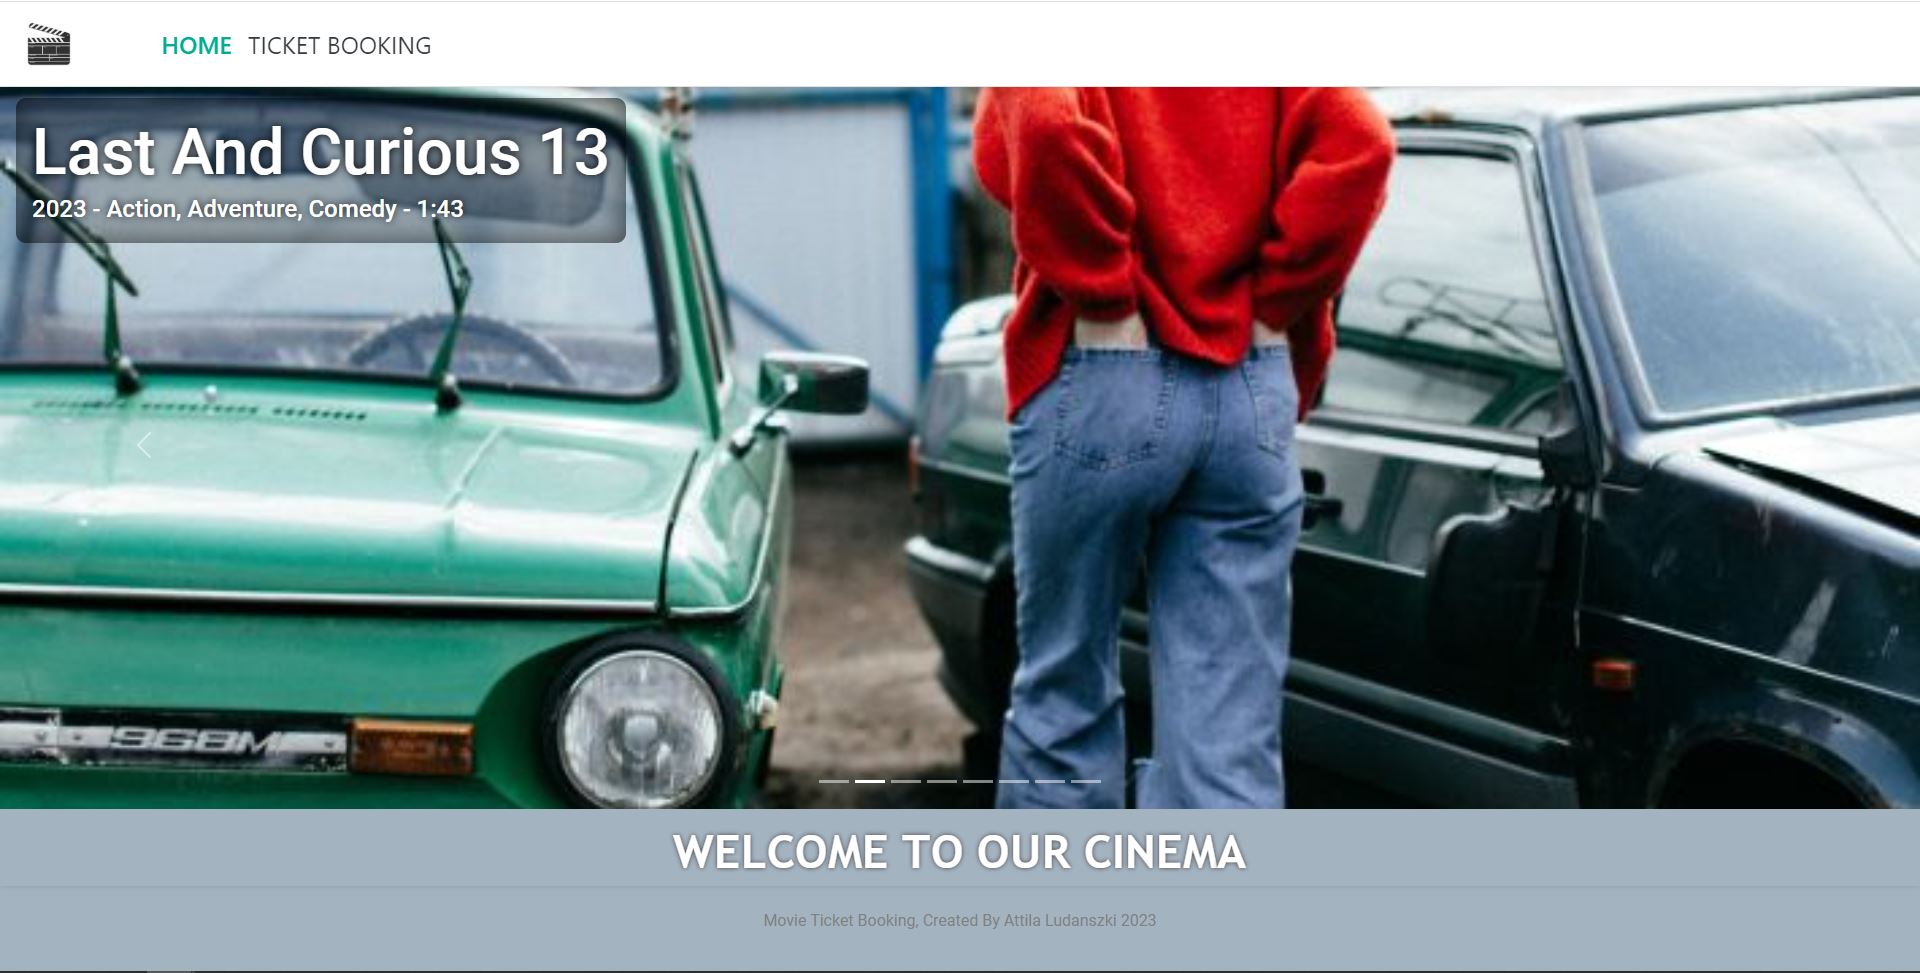 HOME TICKET BOOKING
Last And Curious 13
2023 - Action, Adventure, Comedy - 1:43
968M
WELCOME TO OUR CINEMA
Movie Ticket Booking, Created By Attila Ludanszki 2023